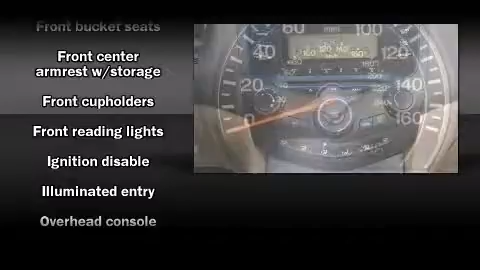 Front bucket seats
Front center
armrest w/storage
Front cupholders
Front reading lights
Ignition disable
Illuminated entry
Overhead console
60
100
40
120
20
140
0
160